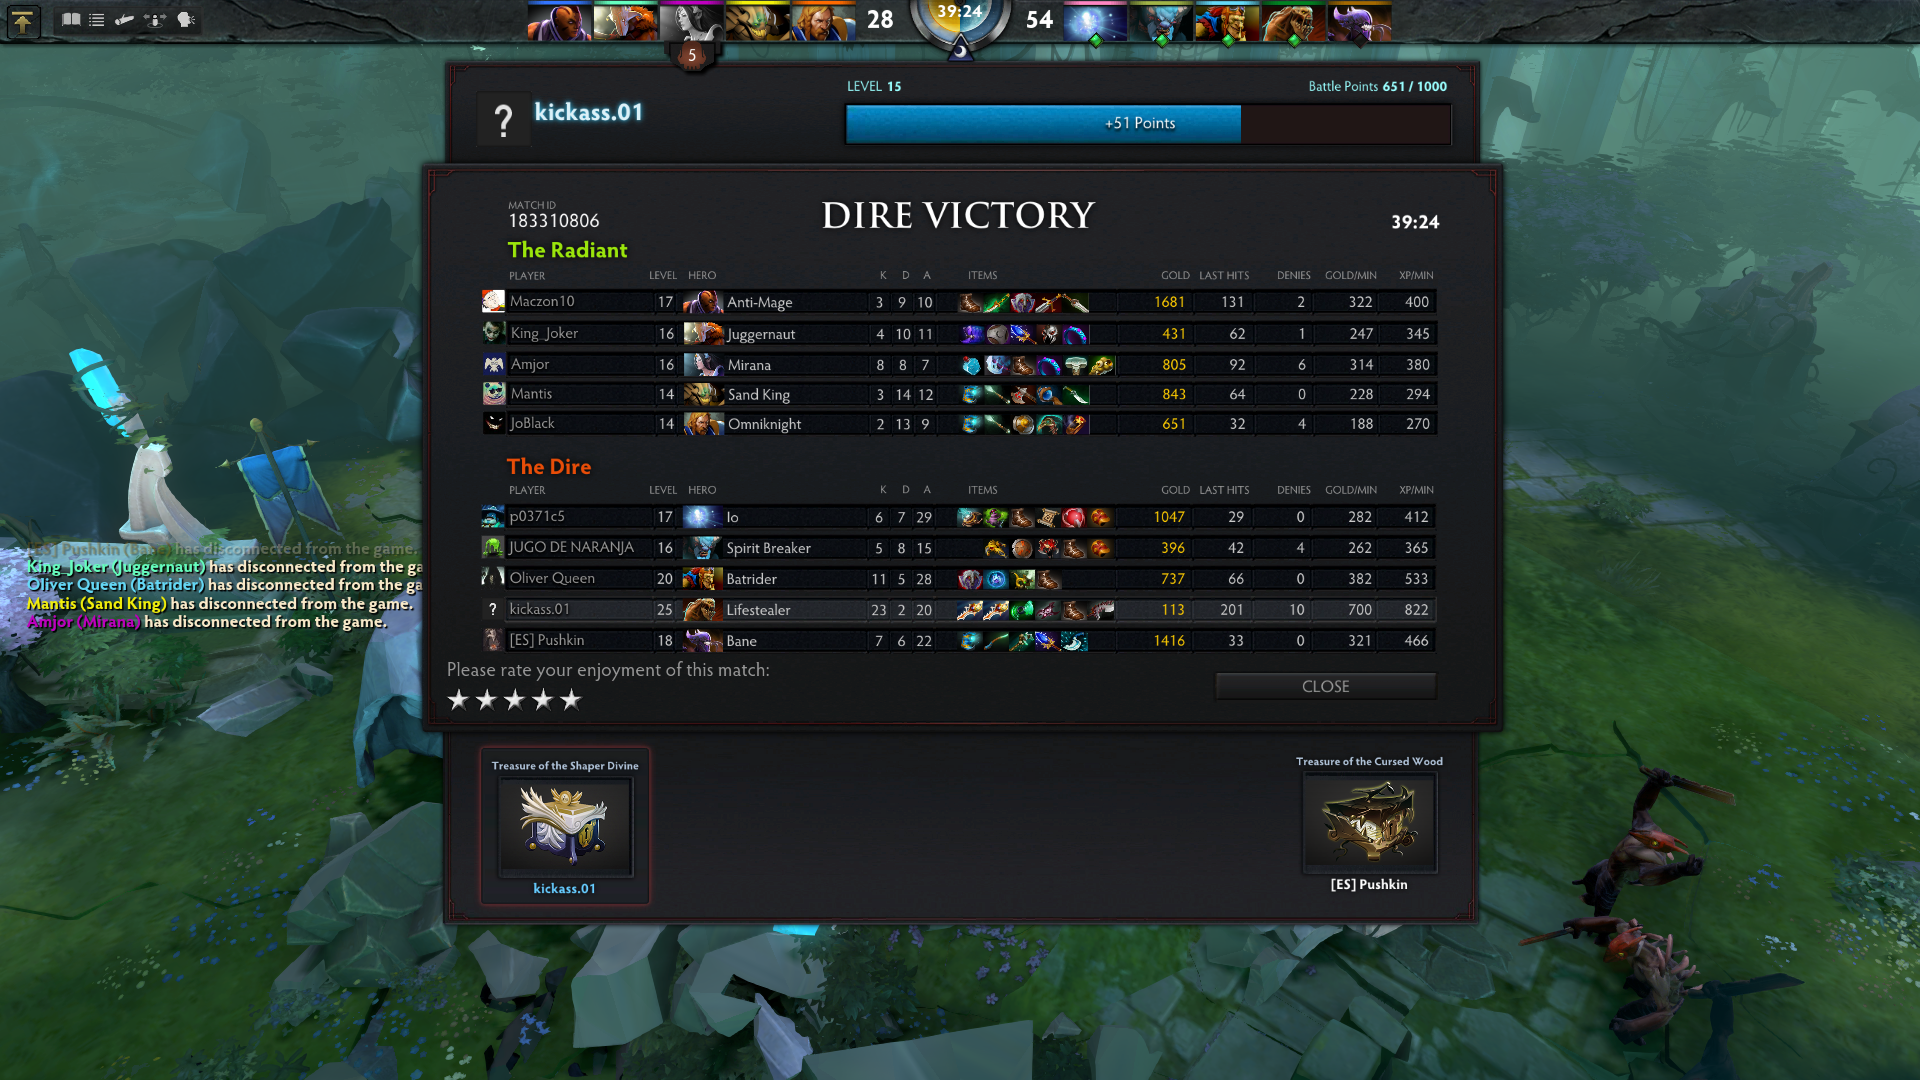 28 39:24 54
5
LEVEL 15 Battle Points 651 / 1000
? kickass.01
+51 Points
MATCH ID
183310806
DIRE VICTORY
39:24
The Radiant
PLAYER LEVEL HERO K D A ITEMS GOLD LAST HITS DENIES GOLD/MIN XP/MIN
Maczon10 17 Anti-Mage 3 9 10 1681 131 2 322 400
King_Joker 16 Juggernaut 4 10 11 431 62 1 247 345
Amjor 16 Mirana 8 8 7 805 92 6 314 380
Mantis 14 Sand King 3 14 12 843 64 0 228 294
JoBlack 14 Omniknight 2 13 9 651 32 4 188 270
The Dire
PLAYER LEVEL HERO K D A ITEMS GOLD LAST HITS DENIES GOLD/MIN XP/MIN
p0371c5 17 Io 6 7 29 1047 29 0 282 412
JUGO DE NARANJA 16 Spirit Breaker 5 8 15 396 42 4 262 365
Oliver Queen 20 Batrider 11 5 28 737 66 0 382 533
? kickass.01 25 Lifestealer 23 2 20 113 201 10 700 822
[ES] Pushkin 18 Bane 7 6 22 1416 33 0 321 466
[ES] Pushkin (Bane) has disconnected from the game.
King_Joker (Juggernaut) has disconnected from the ga
Oliver Queen (Batrider) has disconnected from the ga
Mantis (Sand King) has disconnected from the game.
Amjor (Mirana) has disconnected from the game.
Please rate your enjoyment of this match:
CLOSE
Treasure of the Shaper Divine
kickass.01
Treasure of the Cursed Wood
[ES] Pushkin